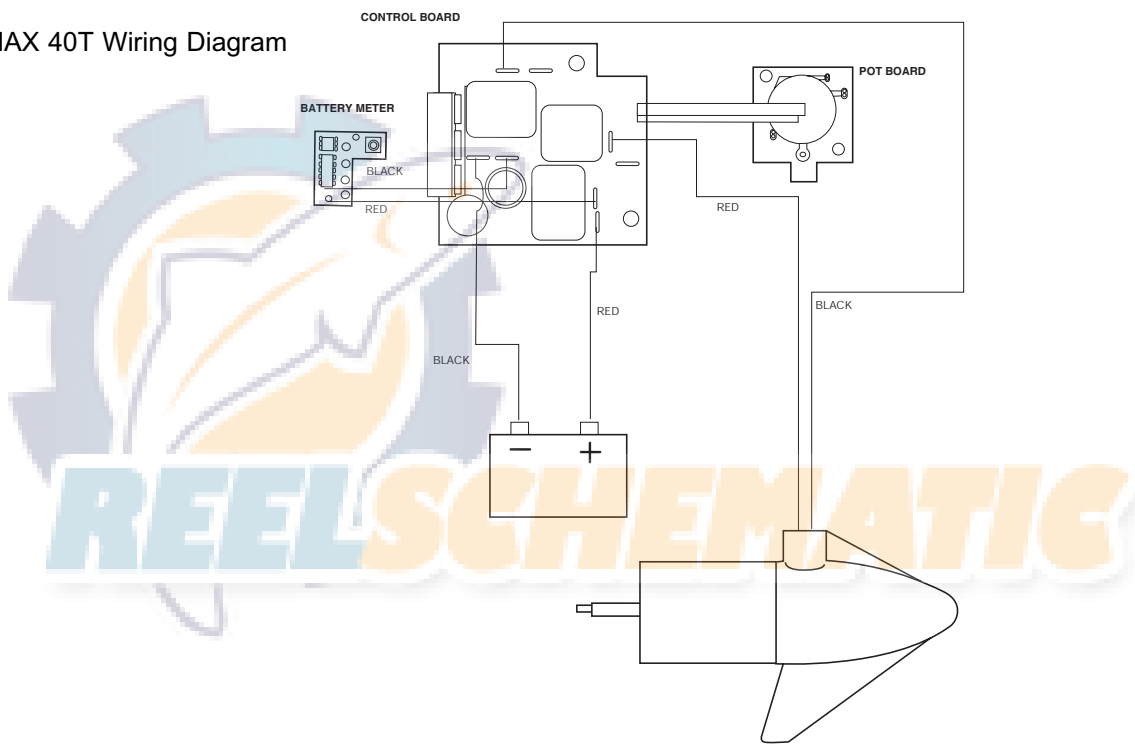 CONTROL BOARD
AX 40T Wiring Diagram
POT BOARD
BATTERY METER
BLACK
RED
RED
BLACK
RED
BLACK
− +
REELSCHEMATIC